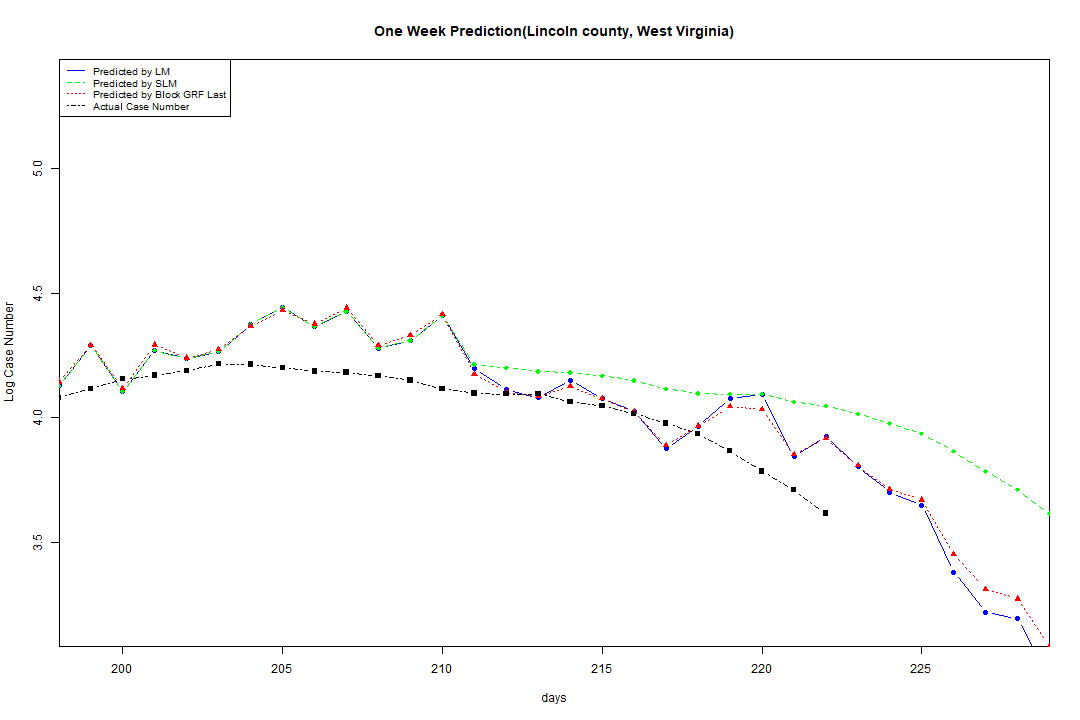 One Week Prediction(Lincoln county, West Virginia)
Predicted by LM
Predicted by SLM
Predicted by Block GRF Last
Actual Case Number
5.0
4.5
4.0
3.5
Log Case Number
200 205 210 215 220 225
days